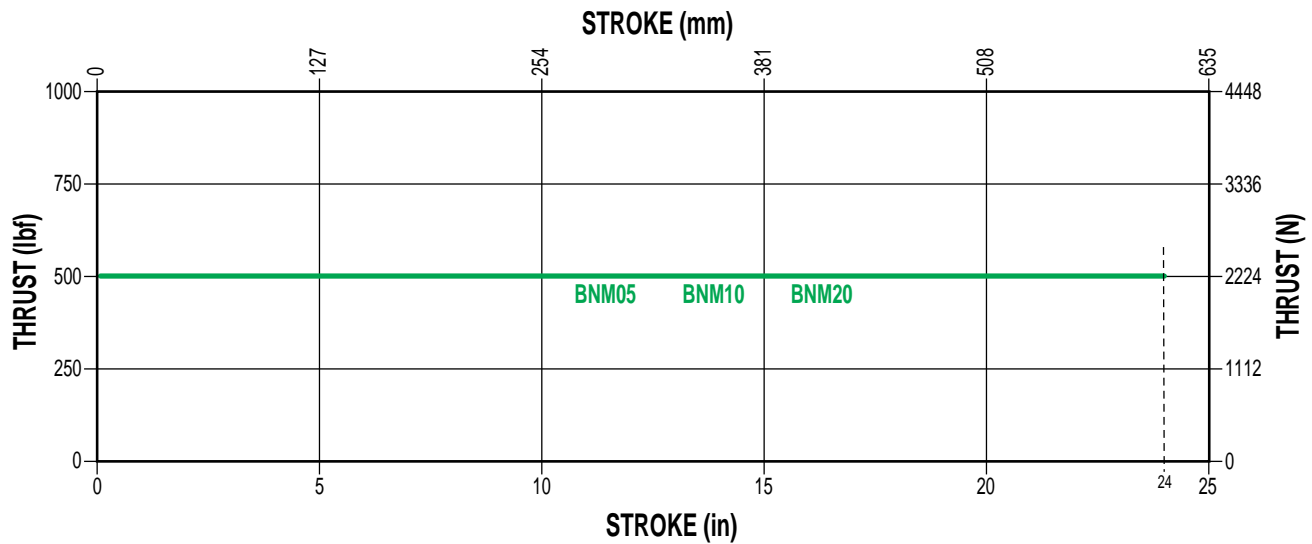 STROKE (mm)
0 127 254 381 508 635
1000 4448
750 3336
THRUST (lbf) THRUST (N)
500 2224
BNM05 BNM10 BNM20
250 1112
0 0
0 5 10 15 20 24 25
STROKE (in)